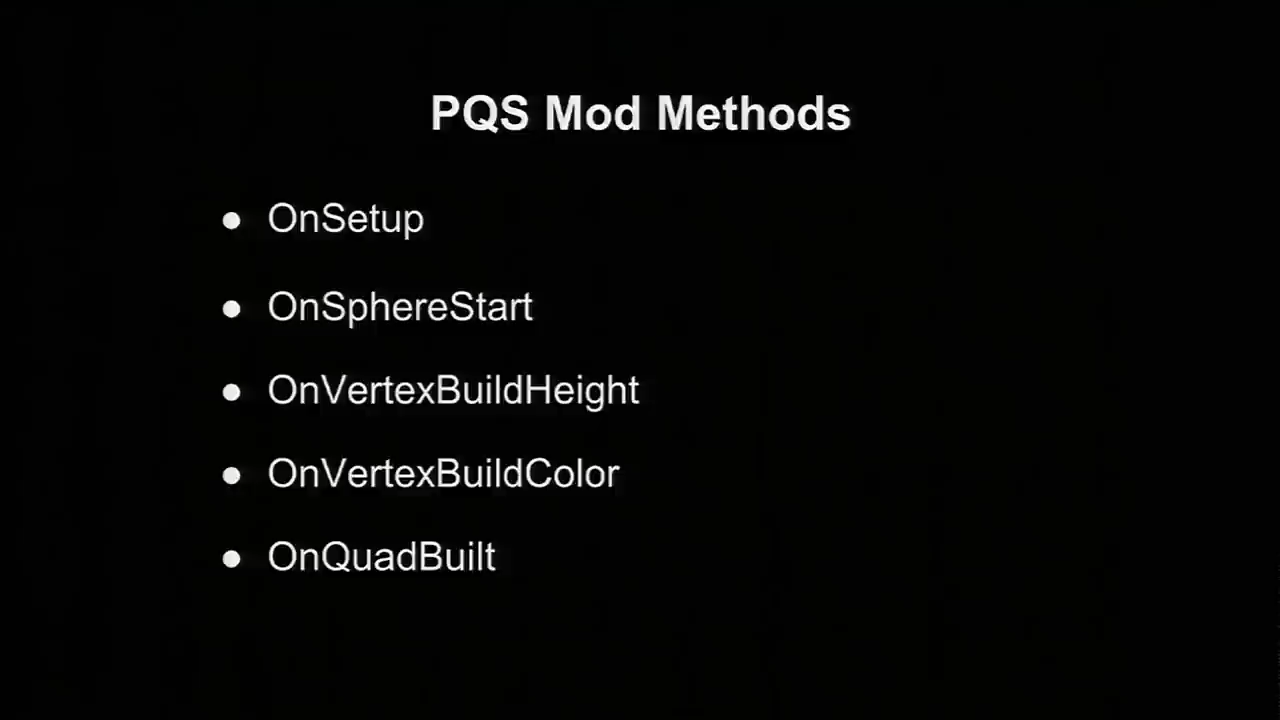 PQS Mod Methods
● OnSetup
● OnSphereStart
● OnVertexBuildHeight
● OnVertexBuildColor
● OnQuadBuilt